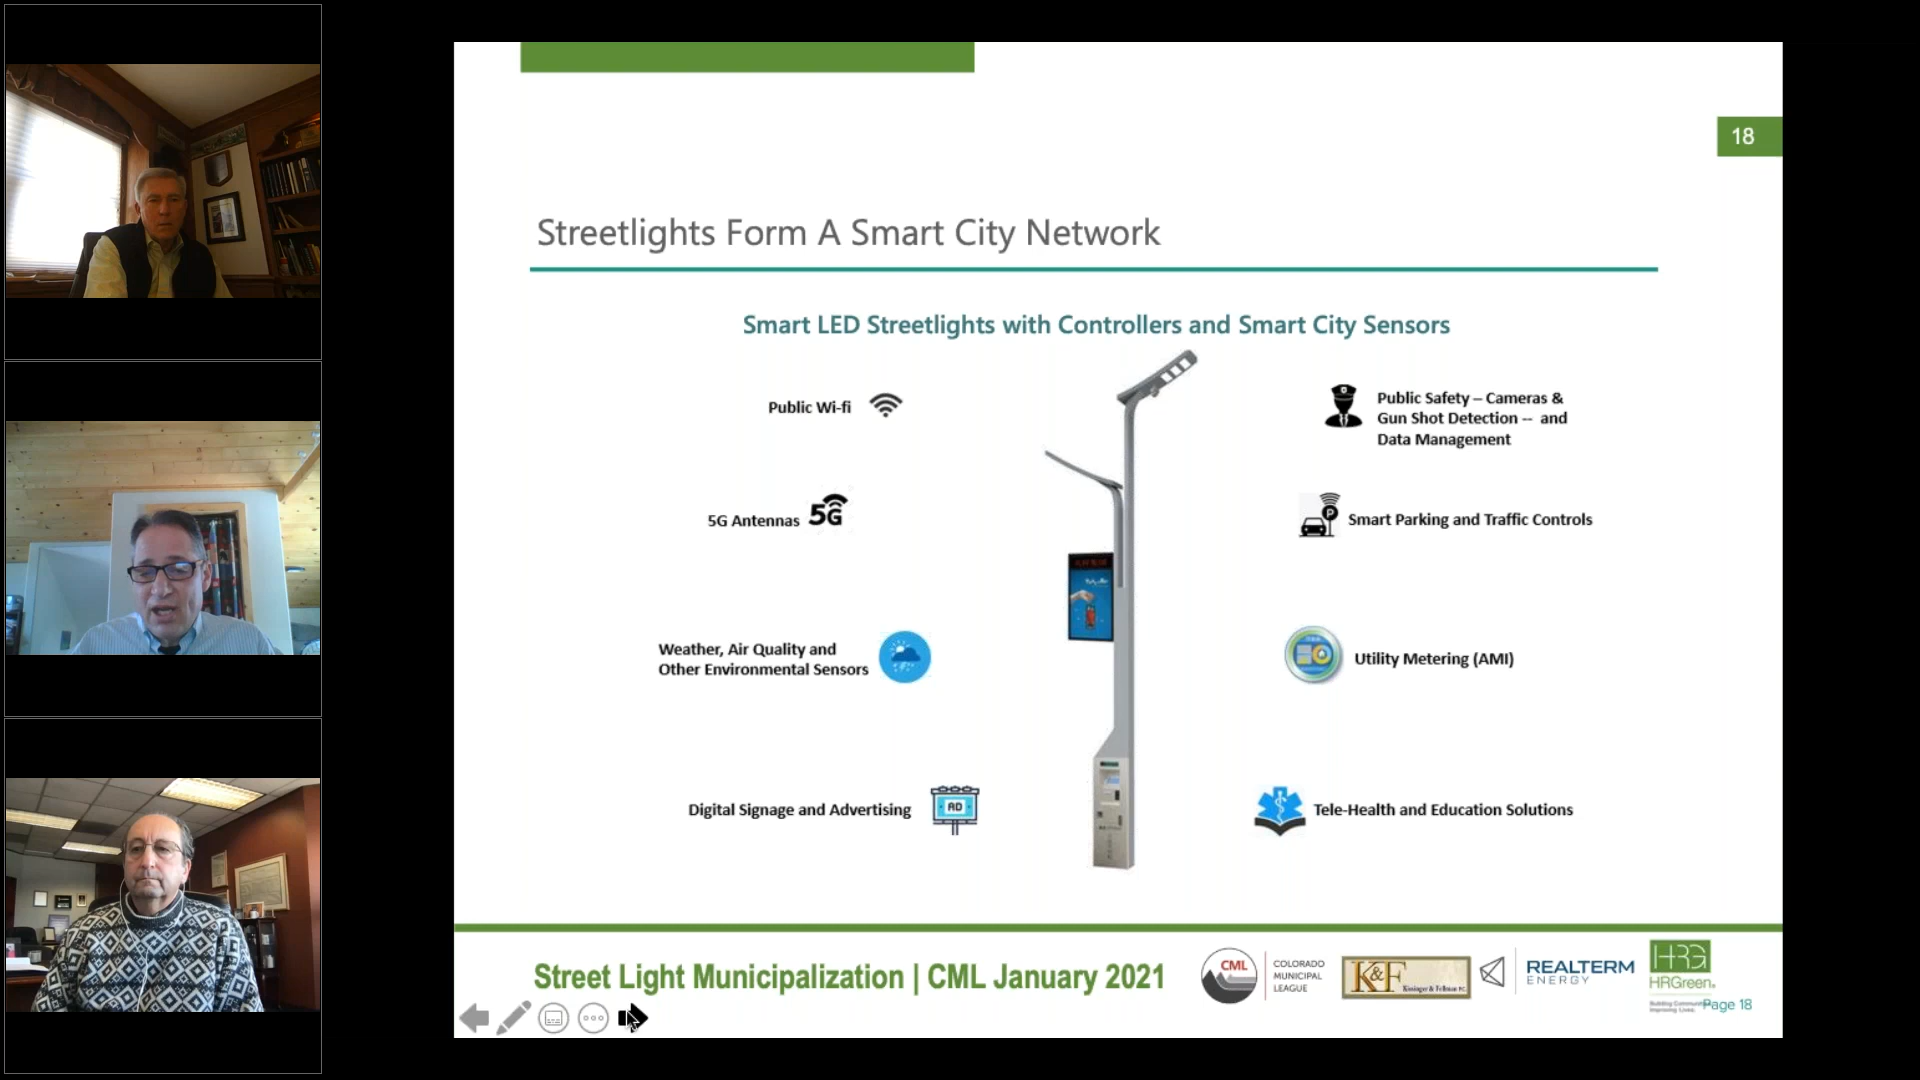 18
Streetlights Form A Smart City Network
Smart LED Streetlights with Controllers and Smart City Sensors
Public Wi-fi
Public Safety – Cameras &
Gun Shot Detection -- and
Data Management
5G Antennas
5G
P
Smart Parking and Traffic Controls
Weather, Air Quality and
Other Environmental Sensors
Utility Metering (AMI)
Digital Signage and Advertising
AD
Tele-Health and Education Solutions
Street Light Municipalization | CML January 2021
CML
COLORADO
MUNICIPAL
LEAGUE
K&F
Kissinger & Fellman P.C.
REALTERM
ENERGY
HRG
HRGreen.
Page 18